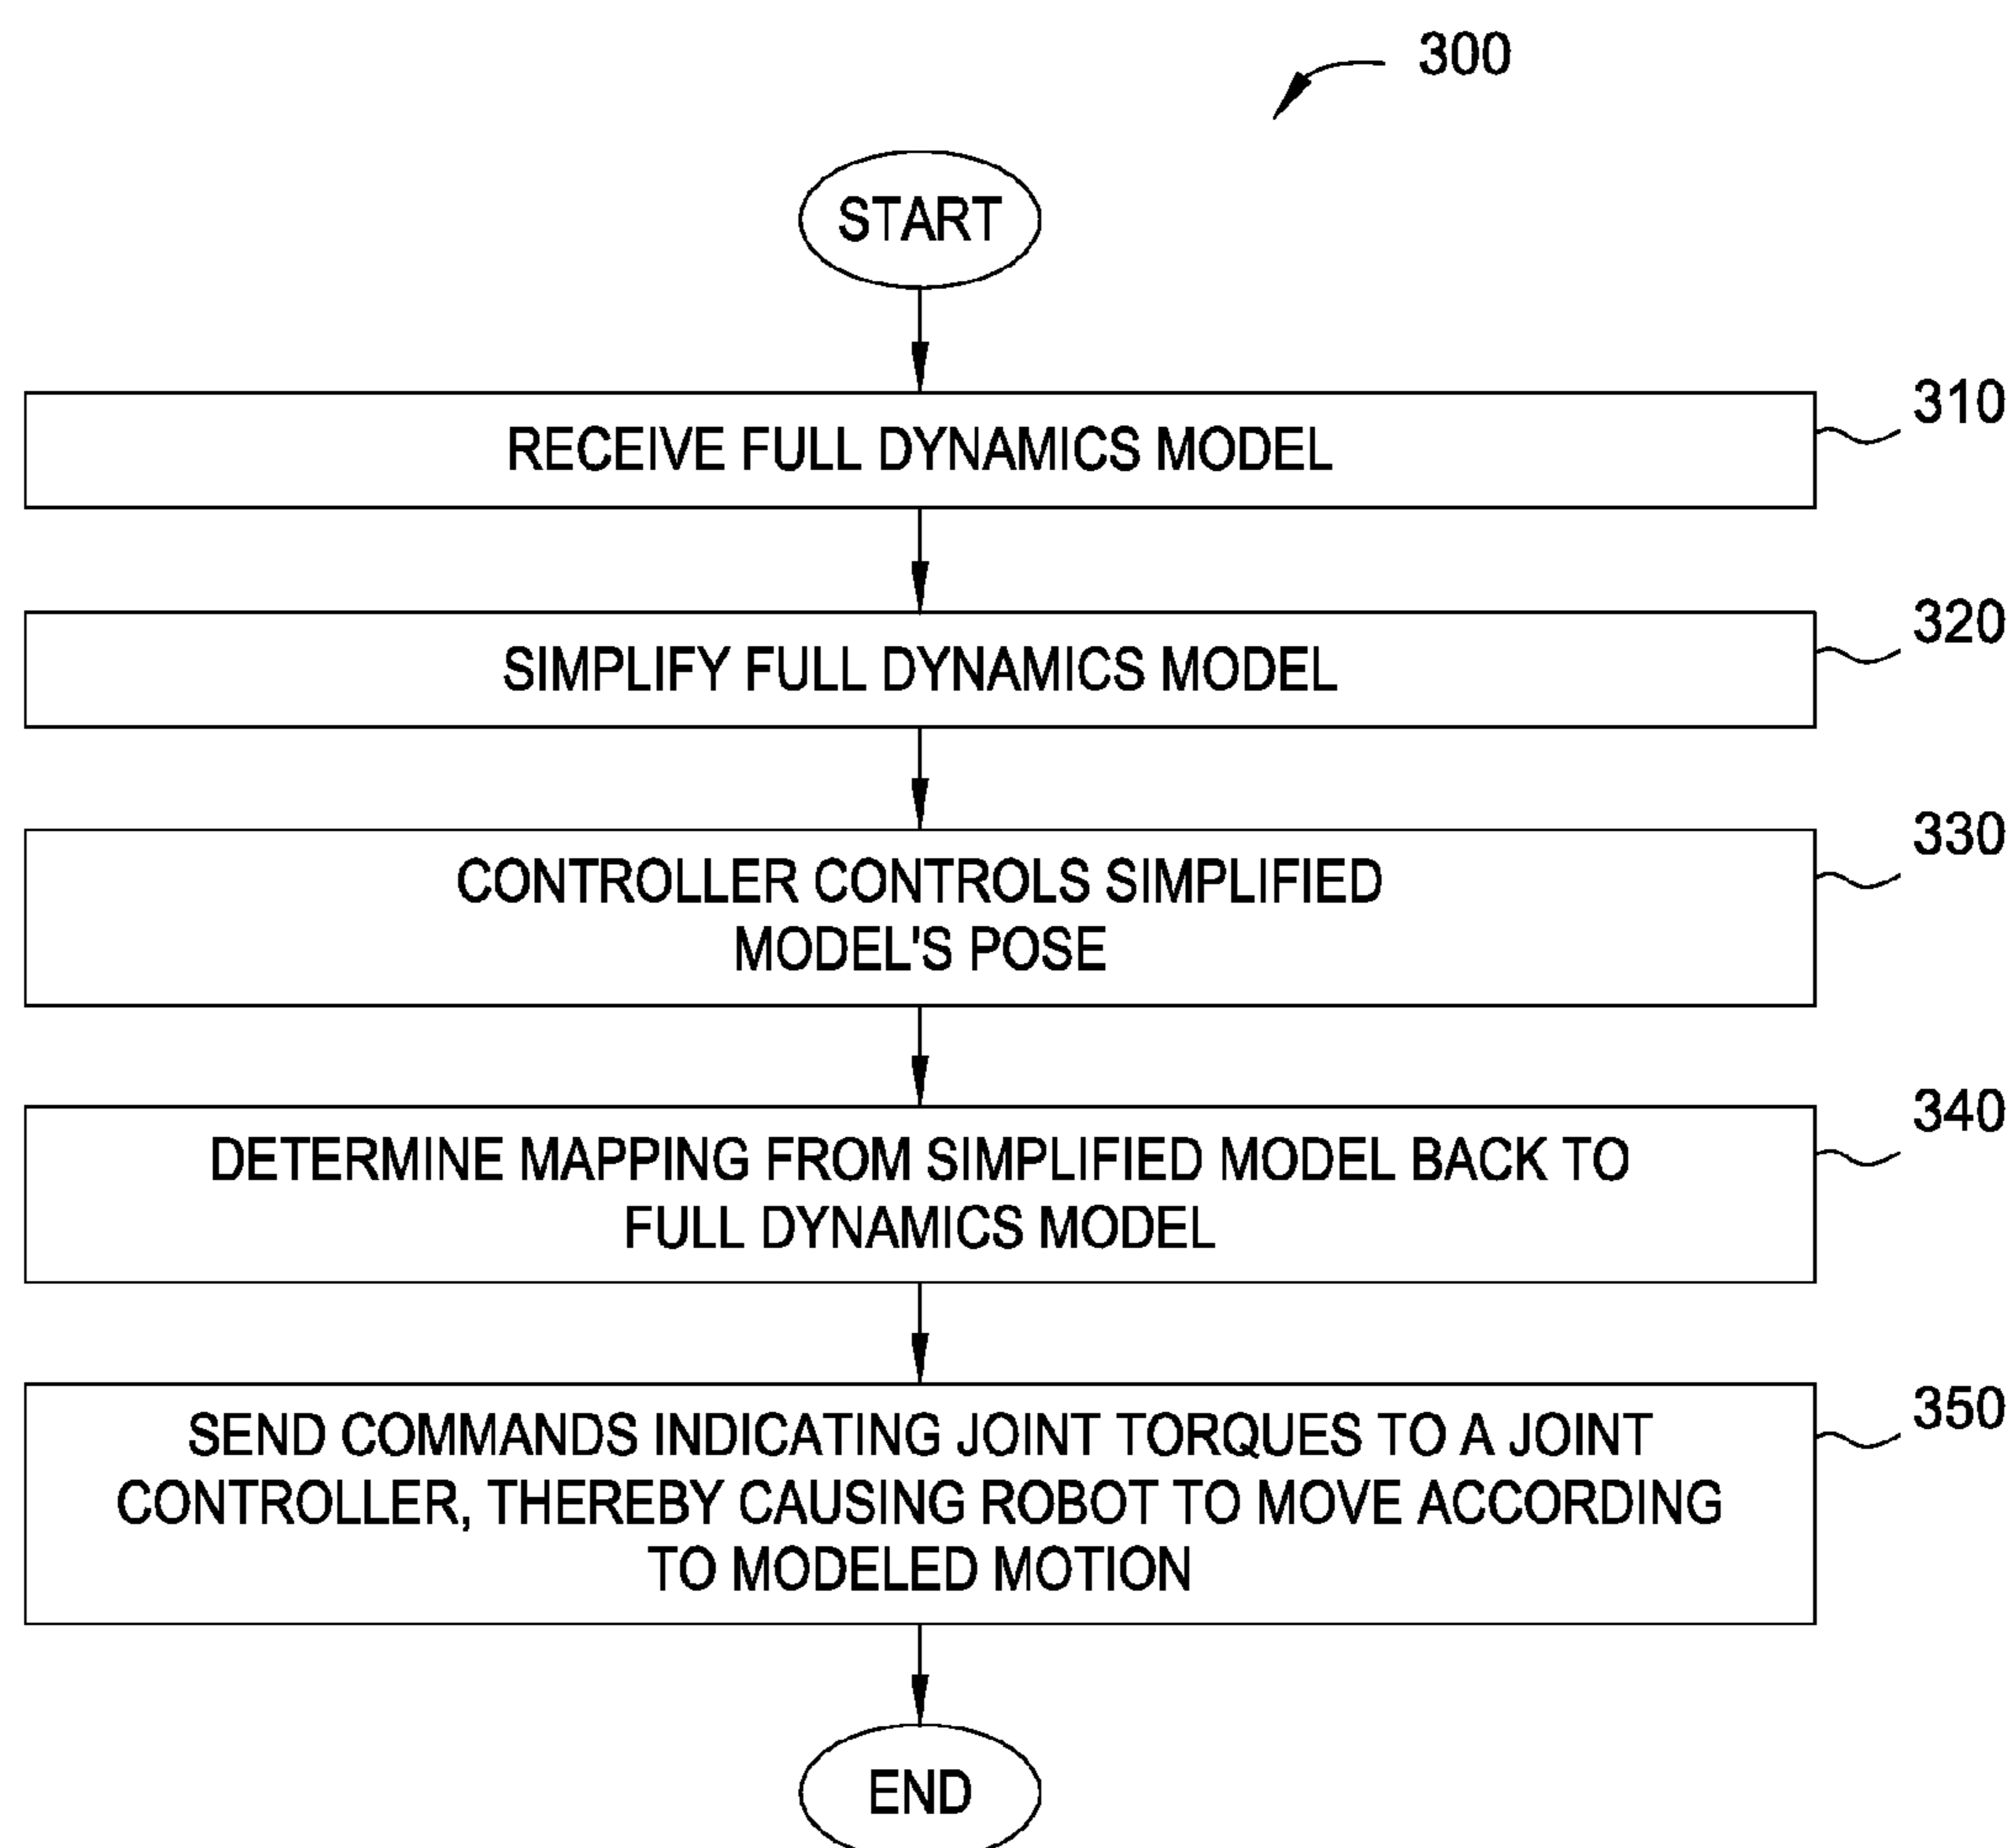 300
START
310
RECEIVE FULL DYNAMICS MODEL
320
SIMPLIFY FULL DYNAMICS MODEL
330
CONTROLLER CONTROLS SIMPLIFIED
MODEL'S POSE
340
DETERMINE MAPPING FROM SIMPLIFIED MODEL BACK TO
FULL DYNAMICS MODEL
350
SEND COMMANDS INDICATING JOINT TORQUES TO A JOINT
CONTROLLER, THEREBY CAUSING ROBOT TO MOVE ACCORDING
TO MODELED MOTION
END